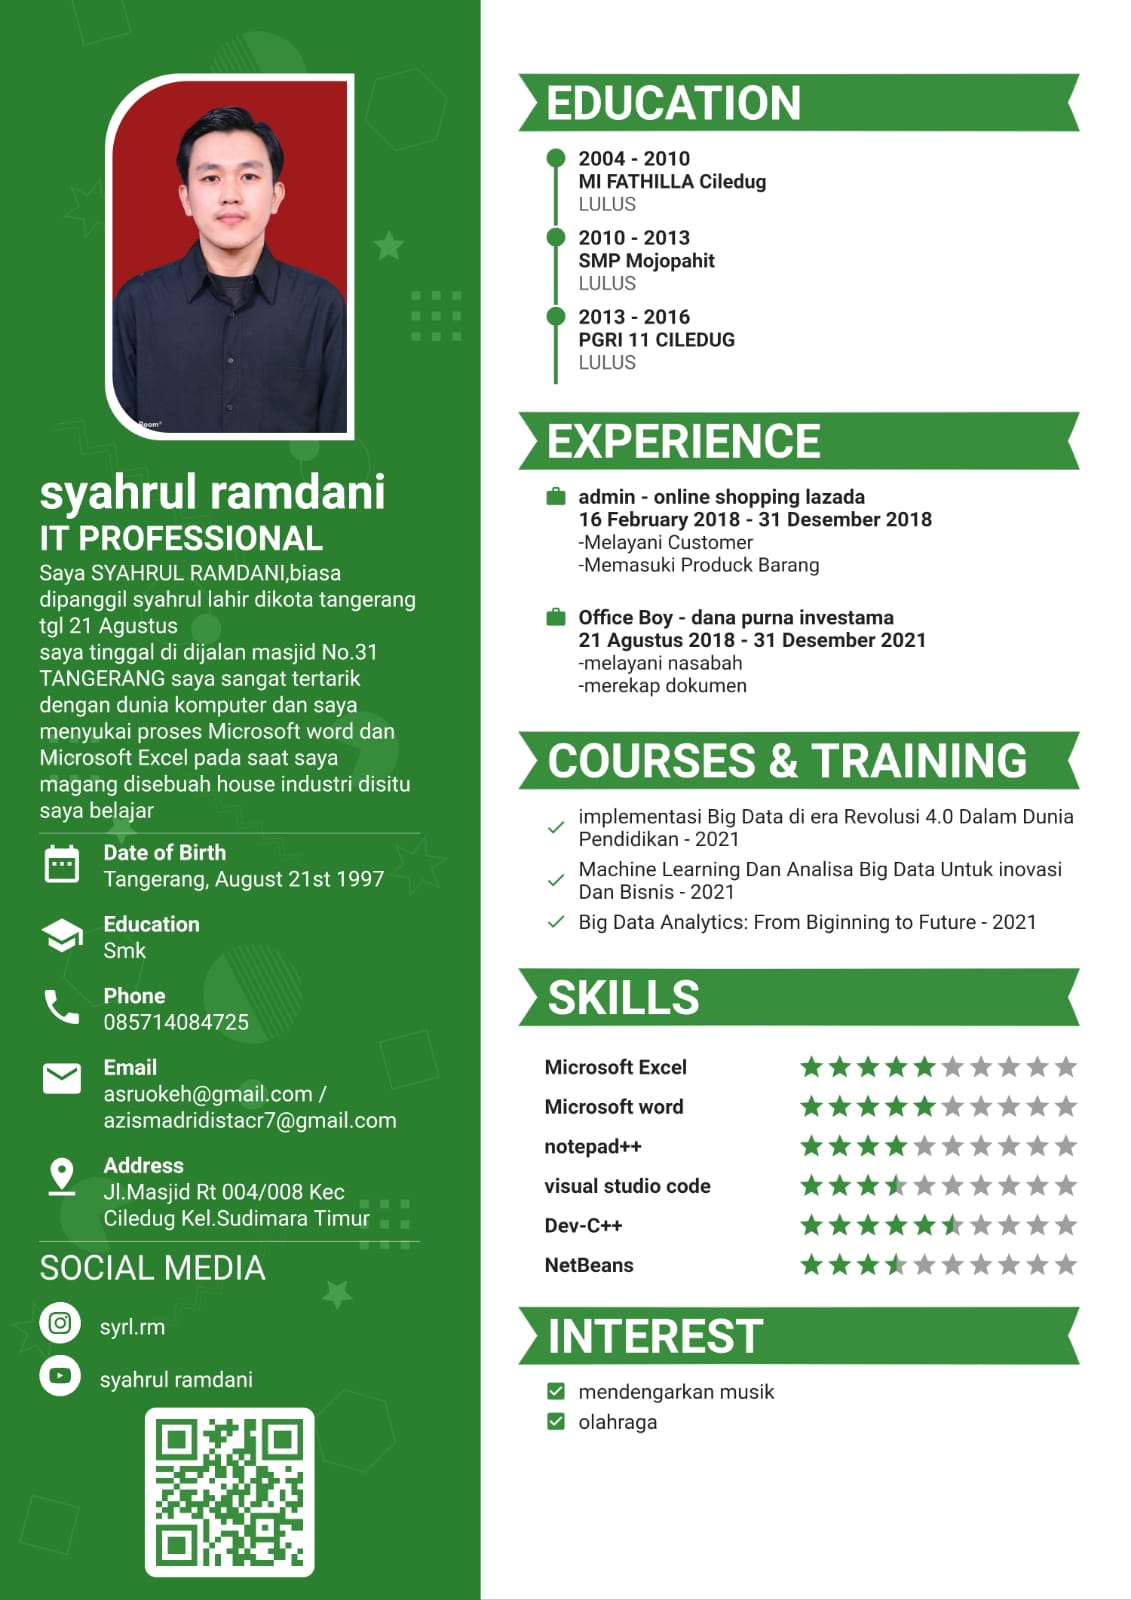 syahrul ramdani
IT PROFESSIONAL
Saya SYAHRUL RAMDANI,biasa
dipanggil syahrul lahir dikota tangerang
tgl 21 Agustus
saya tinggal di dijalan masjid No.31
TANGERANG saya sangat tertarik
dengan dunia komputer dan saya
menyukai proses Microsoft word dan
Microsoft Excel pada saat saya
magang disebuah house industri disitu
saya belajar
Date of Birth
Tangerang, August 21st 1997
Education
Smk
Phone
085714084725
Email
asruokeh@gmail.com /
azismadridistacr7@gmail.com
Address
Jl.Masjid Rt 004/008 Kec
Ciledug Kel.Sudimara Timur
SOCIAL MEDIA
syrl.rm
syahrul ramdani
EDUCATION
2004 - 2010
MI FATHILLA Ciledug
LULUS
2010 - 2013
SMP Mojopahit
LULUS
2013 - 2016
PGRI 11 CILEDUG
LULUS
EXPERIENCE
admin - online shopping lazada
16 February 2018 - 31 Desember 2018
-Melayani Customer
-Memasuki Produck Barang
Office Boy - dana purna investama
21 Agustus 2018 - 31 Desember 2021
-melayani nasabah
-merekap dokumen
COURSES & TRAINING
implementasi Big Data di era Revolusi 4.0 Dalam Dunia
Pendidikan - 2021
Machine Learning Dan Analisa Big Data Untuk inovasi
Dan Bisnis - 2021
Big Data Analytics: From Biginning to Future - 2021
SKILLS
Microsoft Excel
Microsoft word
notepad++
visual studio code
Dev-C++
NetBeans
INTEREST
mendengarkan musik
olahraga